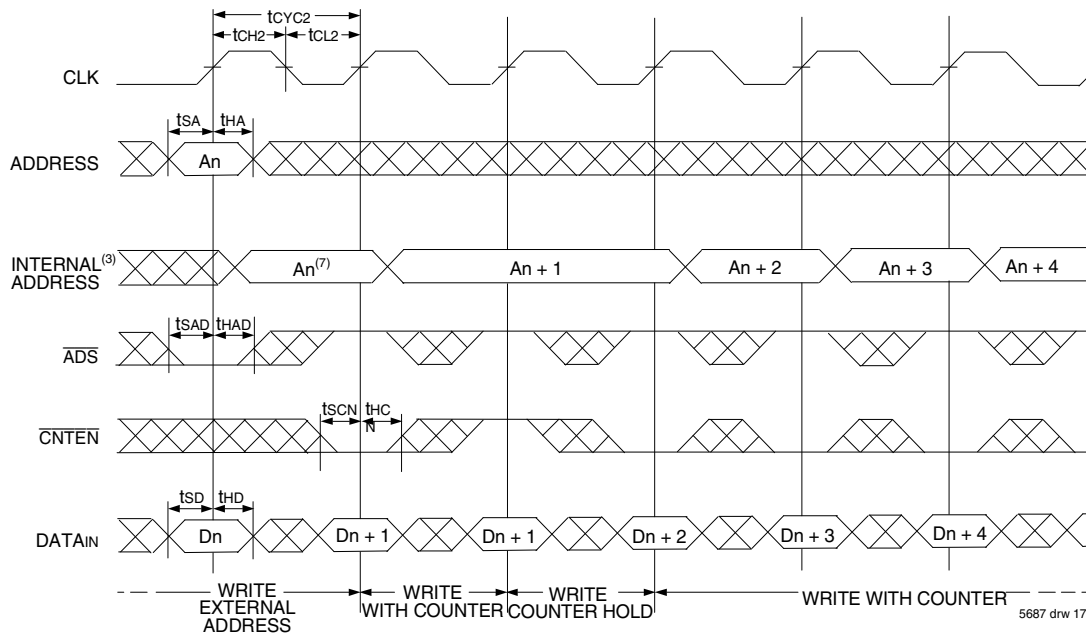 tCYC2
tCH2 tCL2
CLK
tSA tHA
ADDRESS An
INTERNAL(3)
ADDRESS
An(7) An + 1 An + 2 An + 3 An + 4
tSAD tHAD
ADS
tSCN tHC
N
CNTEN
tSD tHD
DATAIN Dn Dn + 1 Dn + 1 Dn + 2 Dn + 3 Dn + 4
WRITE
EXTERNAL
ADDRESS
WRITE
WITH COUNTER
WRITE
COUNTER HOLD
WRITE WITH COUNTER
5687 drw 17